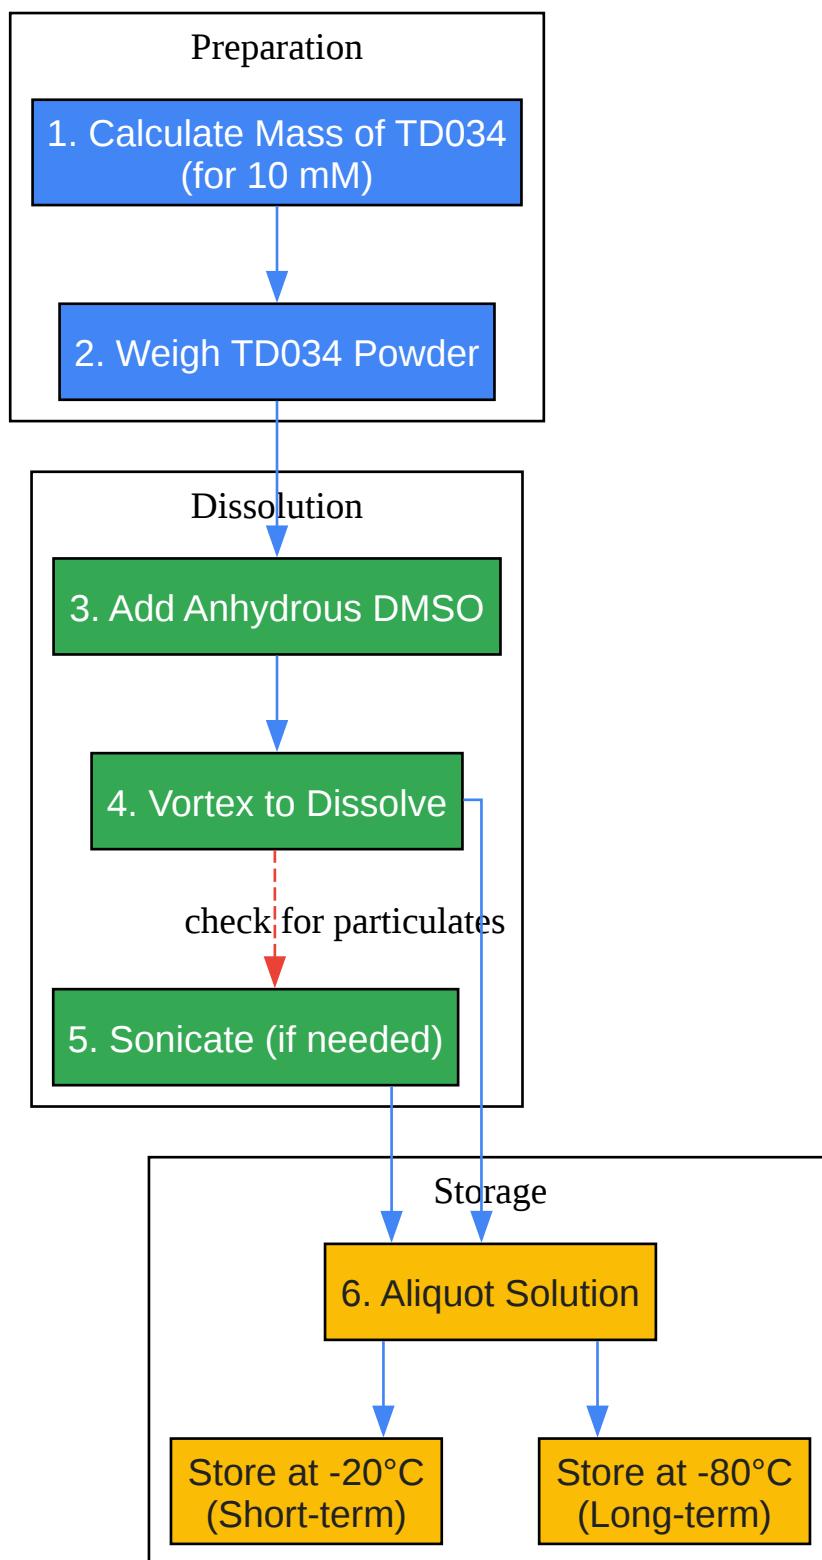 Preparation
1. Calculate Mass of TD034
(for 10 mM)
2. Weigh TD034 Powder
Dissolution
3. Add Anhydrous DMSO
4. Vortex to Dissolve
check for particulates
5. Sonicate (if needed)
Storage
6. Aliquot Solution
Store at -20°C
(Short-term)
Store at -80°C
(Long-term)